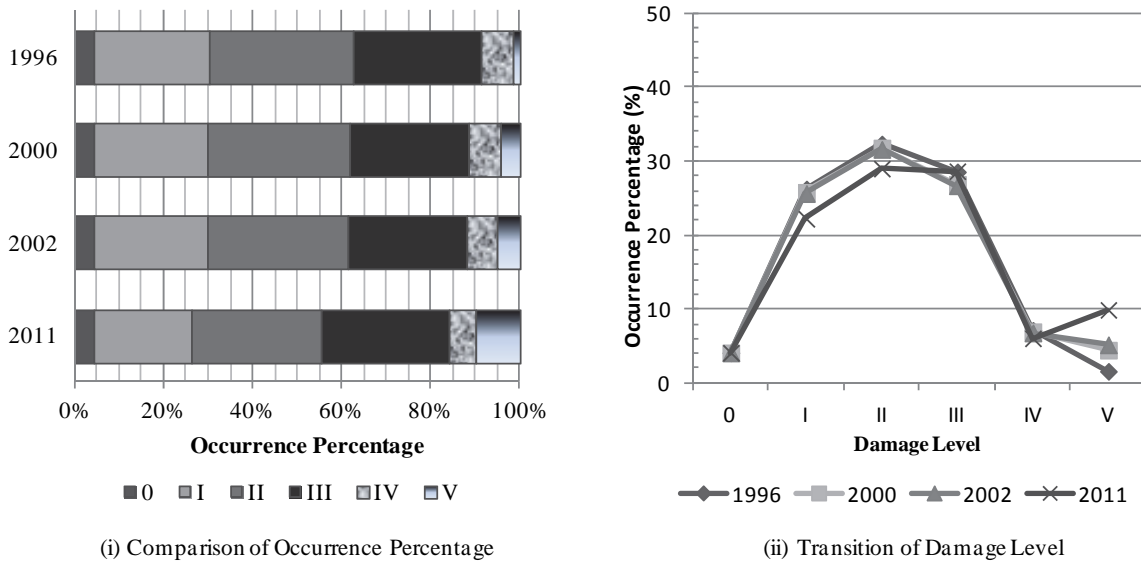 1996
2000
2002
2011
0% 20% 40% 60% 80% 100%
Occurrence Percentage
0 I II III IV V
(i) Comparison of Occurrence Percentage
50
40
30
20
10
0
Occurrence Percentage (%)
0 I II III IV V
Damage Level
1996 2000 2002 2011
(ii) Transition of Damage Level